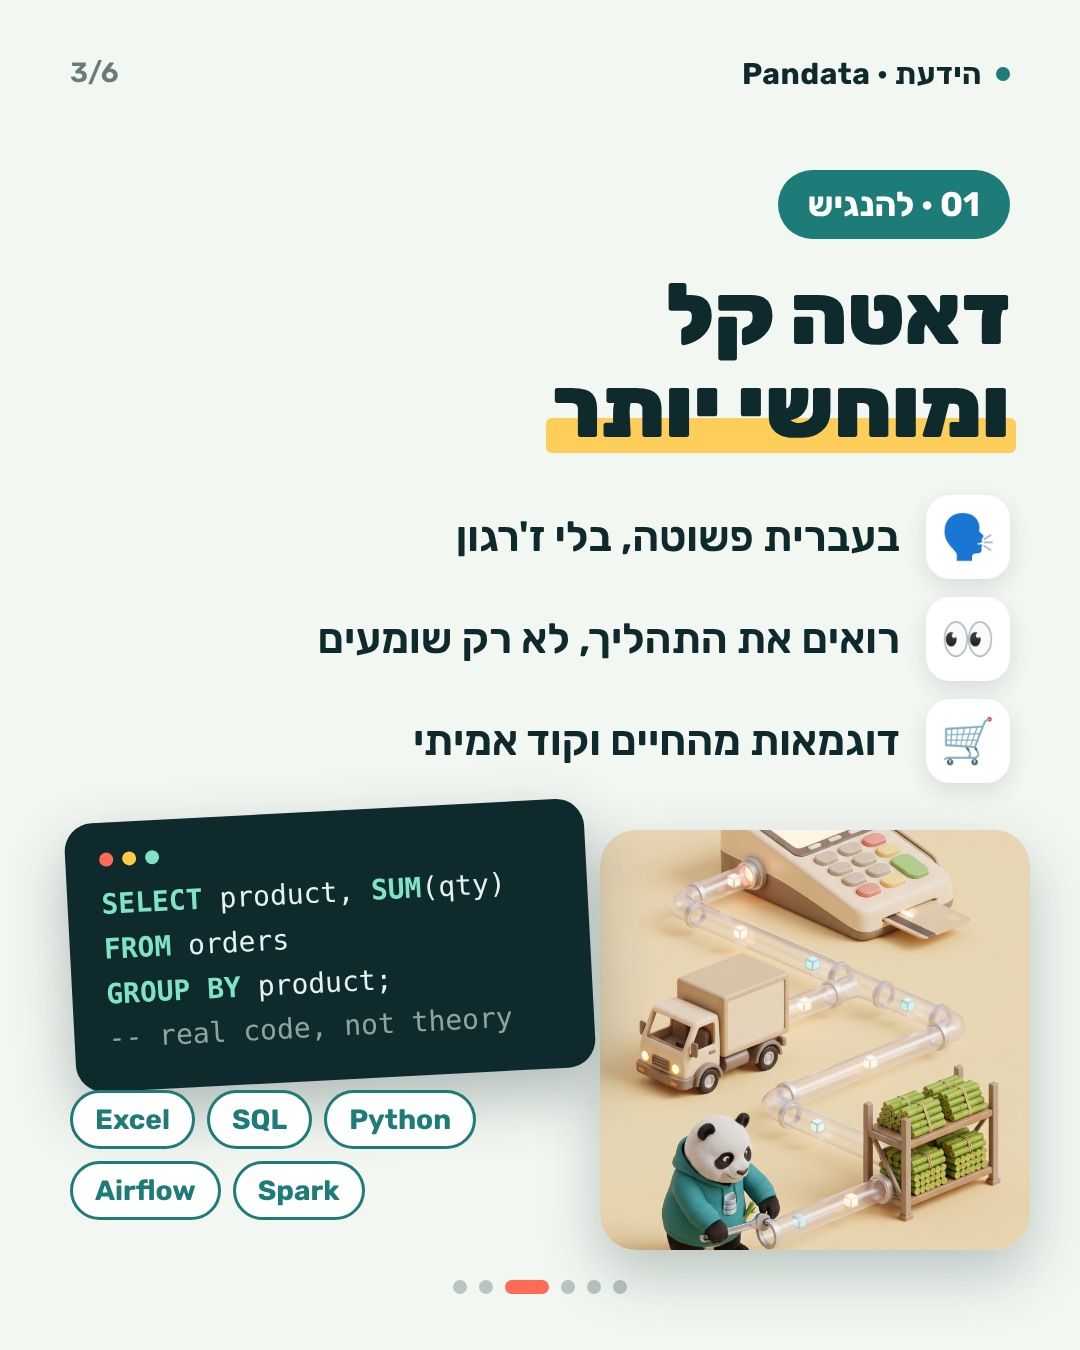 הידעת • Pandata
3/6
01 • להנגיש
דאטה קל
ומוחשי יותר
בעברית פשוטה, בלי ז'רגון
רואים את התהליך, לא רק שומעים
דוגמאות מהחיים וקוד אמיתי
SELECT product, SUM(qty)
FROM orders
GROUP BY product;
-- real code, not theory
Excel SQL Python
Airflow Spark